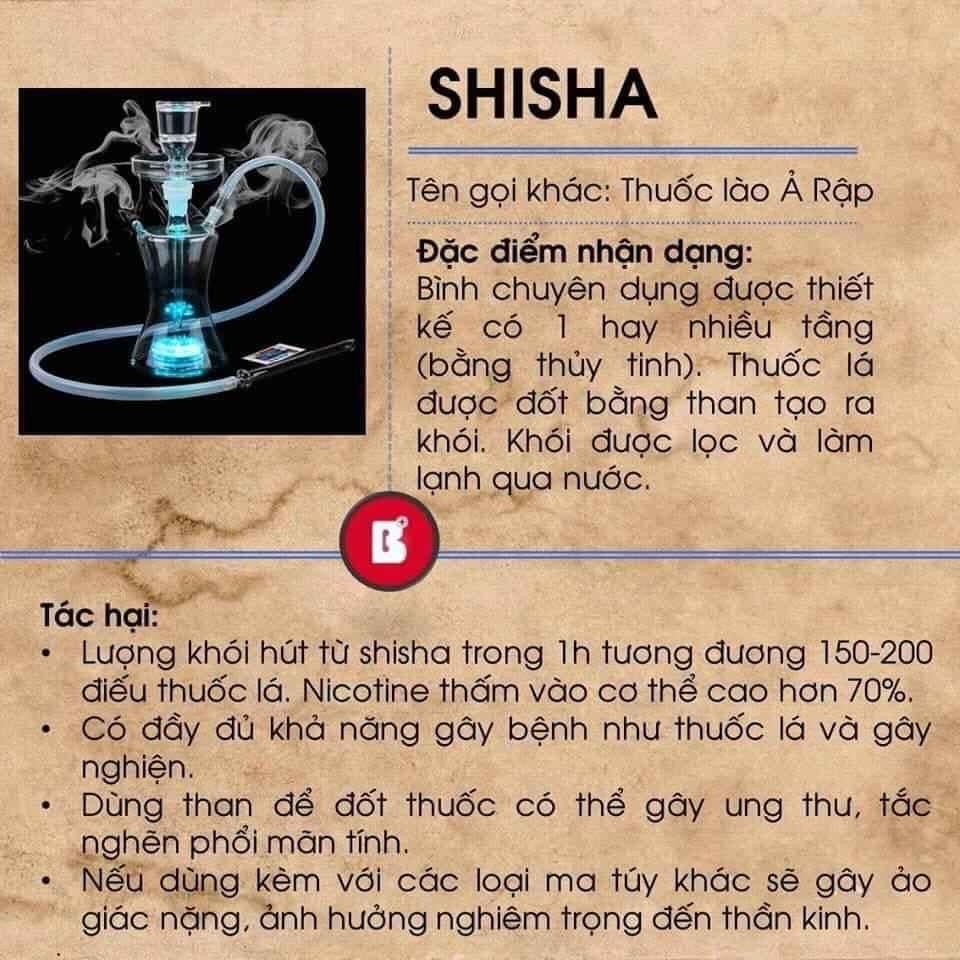 SHISHA
Tên gọi khác: Thuốc lào Ả Rập
Đặc điểm nhận dạng:
Bình chuyên dụng được thiết
kế có 1 hay nhiều tầng
(bằng thủy tinh). Thuốc lá
được đốt bằng than tạo ra
khói. Khói được lọc và làm
lạnh qua nước.
B+
Tác hại:
• Lượng khói hút từ shisha trong 1h tương đương 150-200
điếu thuốc lá. Nicotine thấm vào cơ thể cao hơn 70%.
• Có đầy đủ khả năng gây bệnh như thuốc lá và gây
nghiện.
• Dùng than để đốt thuốc có thể gây ung thư, tắc
nghẽn phổi mãn tính.
• Nếu dùng kèm với các loại ma túy khác sẽ gây ảo
giác nặng, ảnh hưởng nghiêm trọng đến thần kinh.